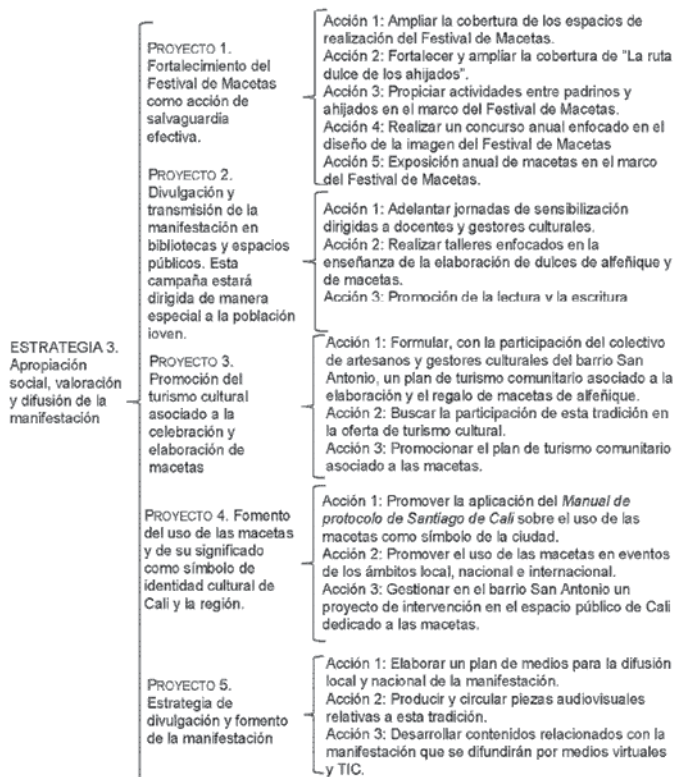 ESTRATEGIA 3.
Apropiación
social, valoración
y difusión de la
manifestación
PROYECTO 1.
Fortalecimiento del
Festival de Macetas
como acción de
salvaguardia
efectiva.
Acción 1: Ampliar la cobertura de los espacios de
realización del Festival de Macetas.
Acción 2: Fortalecer y ampliar la cobertura de "La ruta
dulce de los ahijados".
Acción 3: Propiciar actividades entre padrinos y
ahijados en el marco del Festival de Macetas.
Acción 4: Realizar un concurso anual enfocado en el
diseño de la imagen del Festival de Macetas
Acción 5: Exposición anual de macetas en el marco
del Festival de Macetas.
PROYECTO 2.
Divulgación y
transmisión de la
manifestación en
bibliotecas y espacios
públicos. Esta
campaña estará
dirigida de manera
especial a la población
joven.
Acción 1: Adelantar jornadas de sensibilización
dirigidas a docentes y gestores culturales.
Acción 2: Realizar talleres enfocados en la
enseñanza de la elaboración de dulces de alfeñique y
de macetas.
Acción 3: Promoción de la lectura y la escritura
PROYECTO 3.
Promoción del
turismo cultural
asociado a la
celebración y
elaboración de
macetas
Acción 1: Formular, con la participación del colectivo
de artesanos y gestores culturales del barrio San
Antonio, un plan de turismo comunitario asociado a la
elaboración y el regalo de macetas de alfeñique.
Acción 2: Buscar la participación de esta tradición en
la oferta de turismo cultural.
Acción 3: Promocionar el plan de turismo comunitario
asociado a las macetas.
PROYECTO 4. Fomento
del uso de las macetas
y de su significado
como símbolo de
identidad cultural de
Cali y la región.
Acción 1: Promover la aplicación del Manual de
protocolo de Santiago de Cali sobre el uso de las
macetas como símbolo de la ciudad.
Acción 2: Promover el uso de las macetas en eventos
de los ámbitos local, nacional e internacional.
Acción 3: Gestionar en el barrio San Antonio un
proyecto de intervención en el espacio público de Cali
dedicado a las macetas.
PROYECTO 5.
Estrategia de
divulgación y fomento
de la manifestación
Acción 1: Elaborar un plan de medios para la difusión
local y nacional de la manifestación.
Acción 2: Producir y circular piezas audiovisuales
relativas a esta tradición.
Acción 3: Desarrollar contenidos relacionados con la
manifestación que se difundirán por medios virtuales
y TIC.